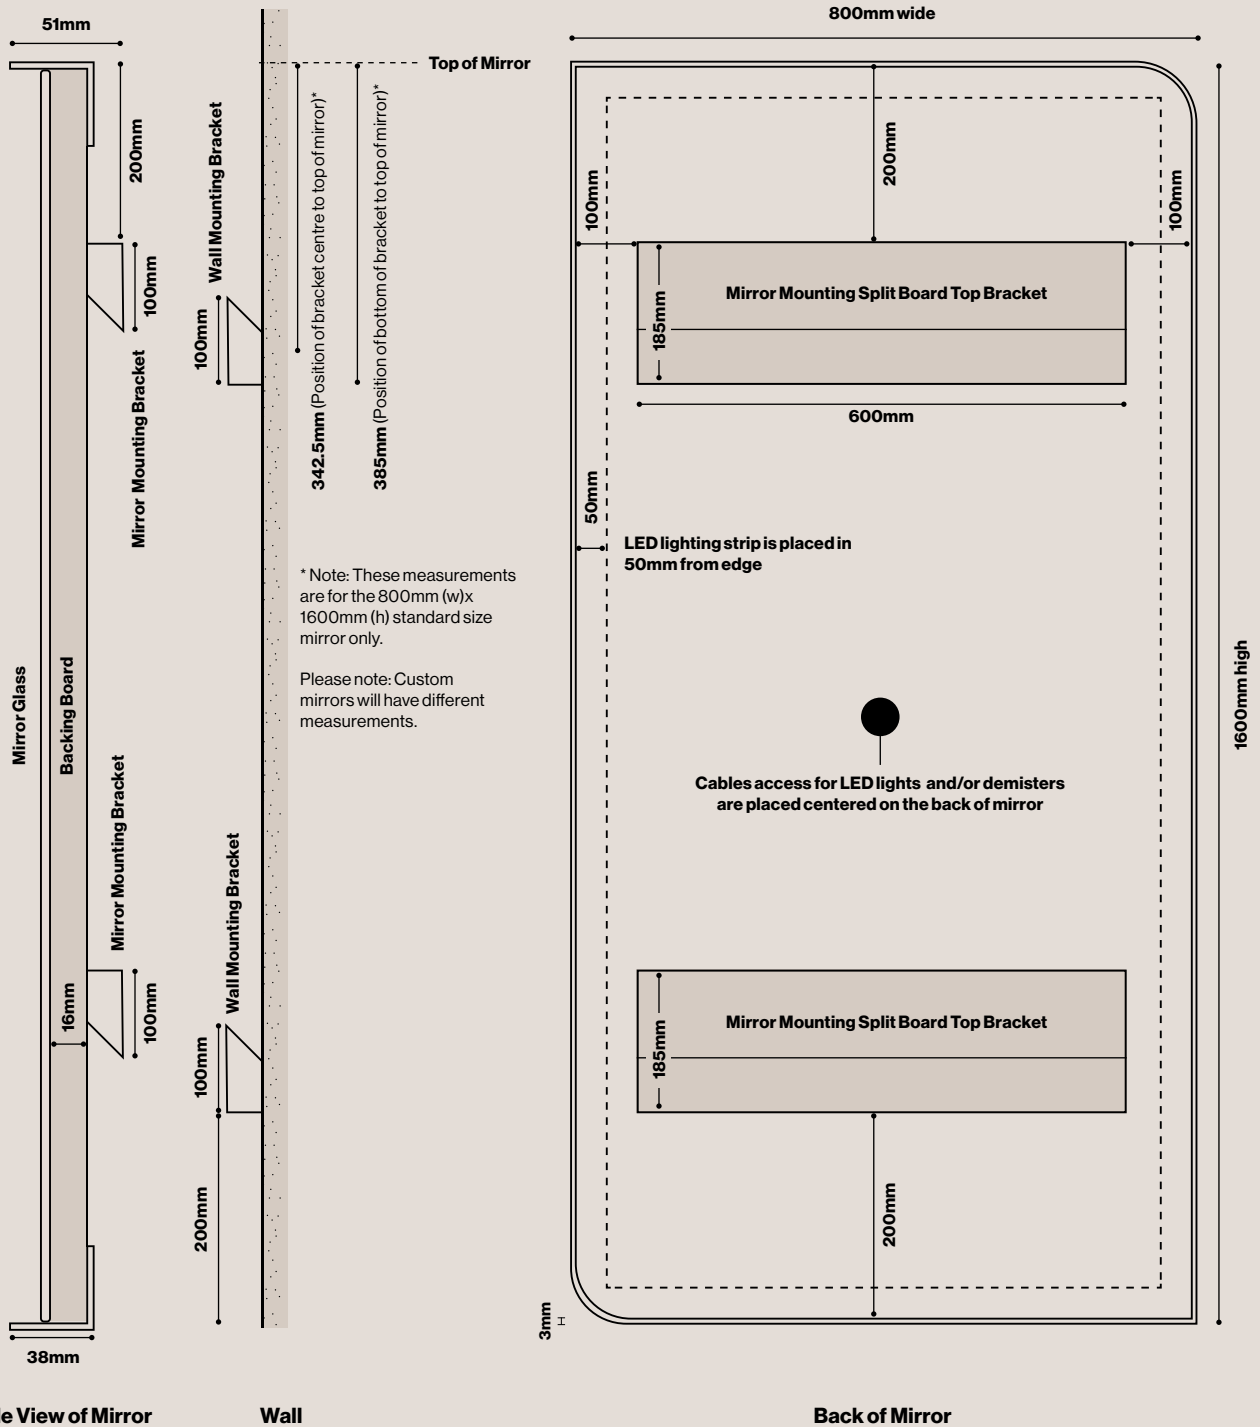 51mm
200mm
100mm
Mirror Mounting Bracket
Mirror Glass
Backing Board
Mirror Mounting Bracket
16mm
100mm
38mm
e View of Mirror
Top of Mirror
Wall Mounting Bracket
100mm
342.5mm (Position of bracket centre to top of mirror)*
385mm (Position of bottom of bracket to top of mirror)*
* Note: These measurements
are for the 800mm (w)x
1600mm (h) standard size
mirror only.
Please note: Custom
mirrors will have different
measurements.
Wall Mounting Bracket
100mm
200mm
Wall
800mm wide
200mm
100mm
100mm
Mirror Mounting Split Board Top Bracket
185mm
600mm
50mm
LED lighting strip is placed in
50mm from edge
1600mm high
Cables access for LED lights and/or demisters
are placed centered on the back of mirror
Mirror Mounting Split Board Top Bracket
185mm
200mm
3mm
Back of Mirror